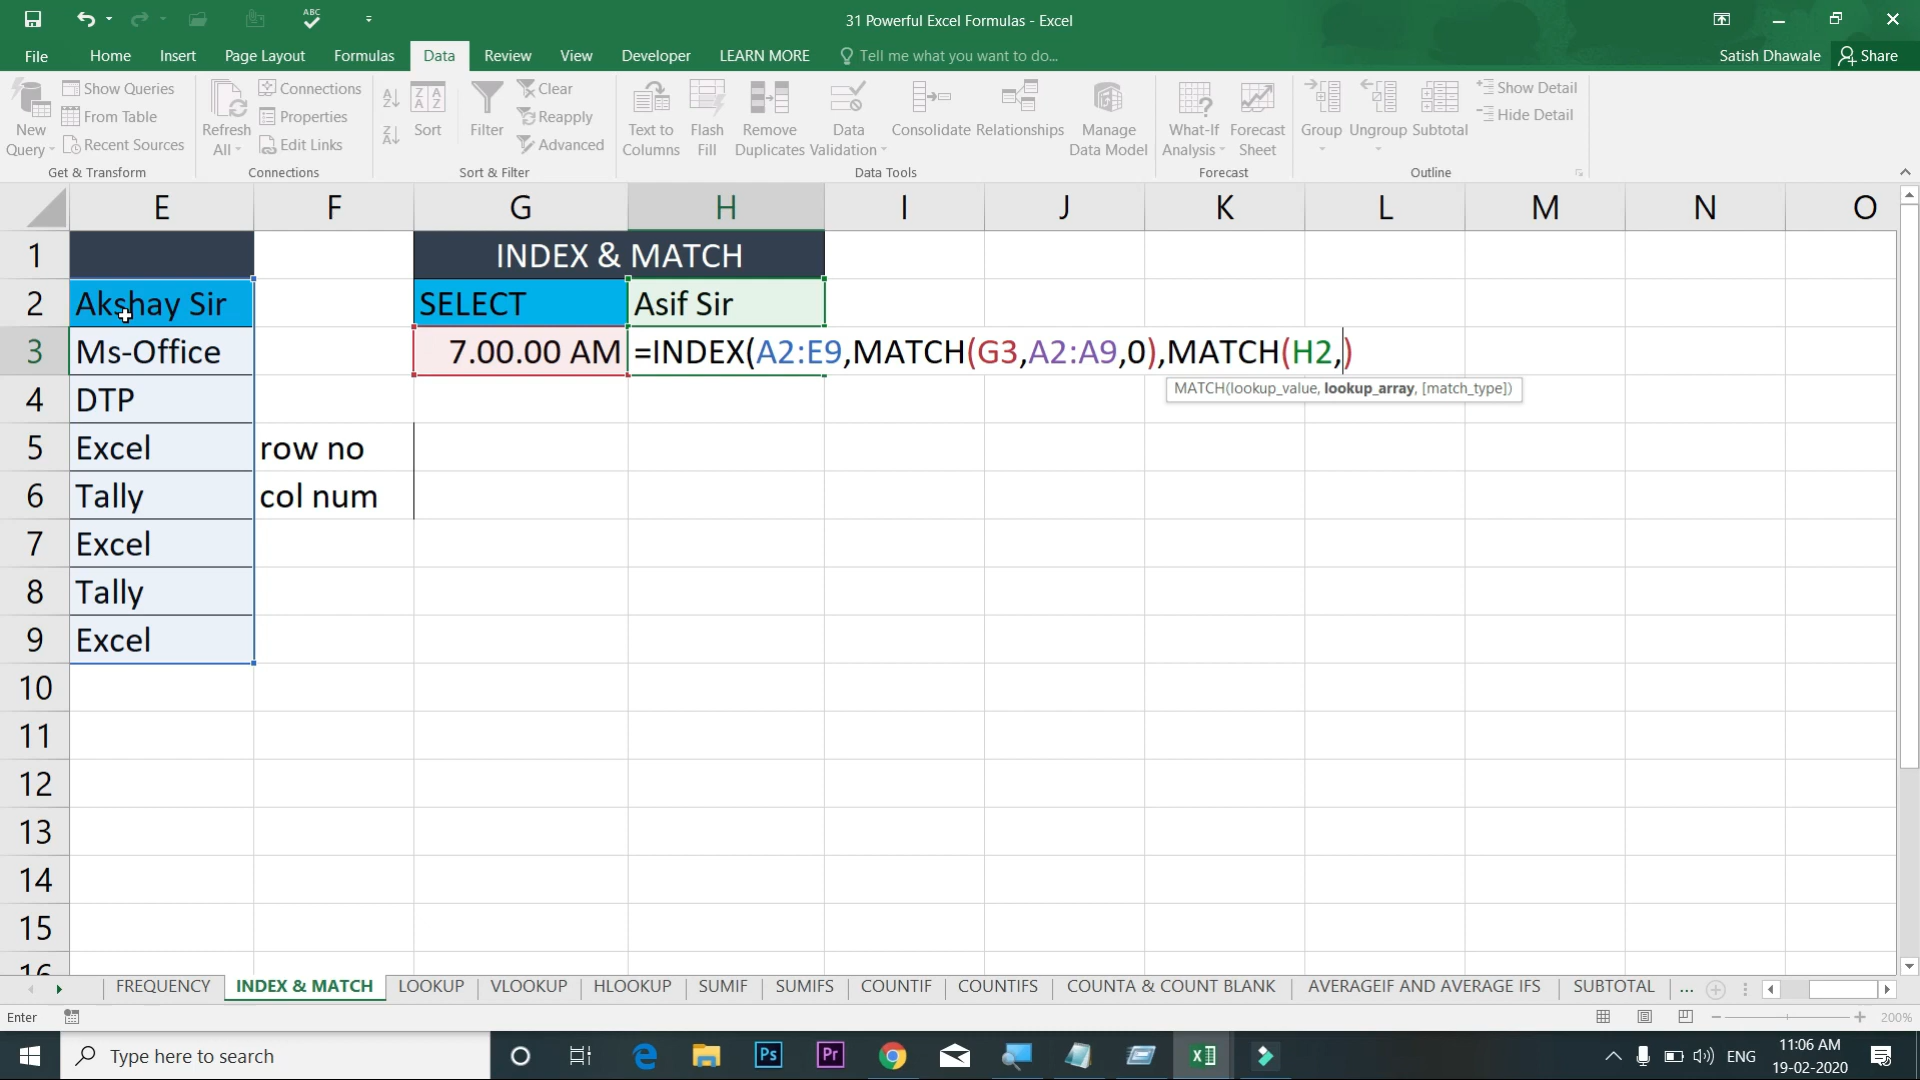 ABC
31 Powerful Excel Formulas - Excel
File Home Insert Page Layout Formulas Data Review View Developer LEARN MORE Tell me what you want to do... Satish Dhawale Share
New Query
Show Queries
From Table
Recent Sources
Get & Transform
Refresh All
Connections
Properties
Edit Links
Connections
Sort
Filter
Clear
Reapply
Advanced
Sort & Filter
Text to Columns
Flash Fill
Remove Duplicates
Data Validation
Consolidate
Relationships
Manage Data Model
Data Tools
What-If Analysis
Forecast Sheet
Forecast
Group
Ungroup
Subtotal
Show Detail
Hide Detail
Outline
E F G H I J K L M N O
1 INDEX & MATCH
2 Akshay Sir SELECT Asif Sir
3 Ms-Office 7.00.00 AM =INDEX(A2:E9,MATCH(G3,A2:A9,0),MATCH(H2,)
MATCH(lookup_value, lookup_array, [match_type])
4 DTP
5 Excel row no
6 Tally col num
7 Excel
8 Tally
9 Excel
10
11
12
13
14
15
16
FREQUENCY INDEX & MATCH LOOKUP VLOOKUP HLOOKUP SUMIF SUMIFS COUNTIF COUNTIFS COUNTA & COUNT BLANK AVERAGEIF AND AVERAGE IFS SUBTOTAL ...
Enter 200%
Type here to search Ps Pr ENG 11:06 AM
19-02-2020